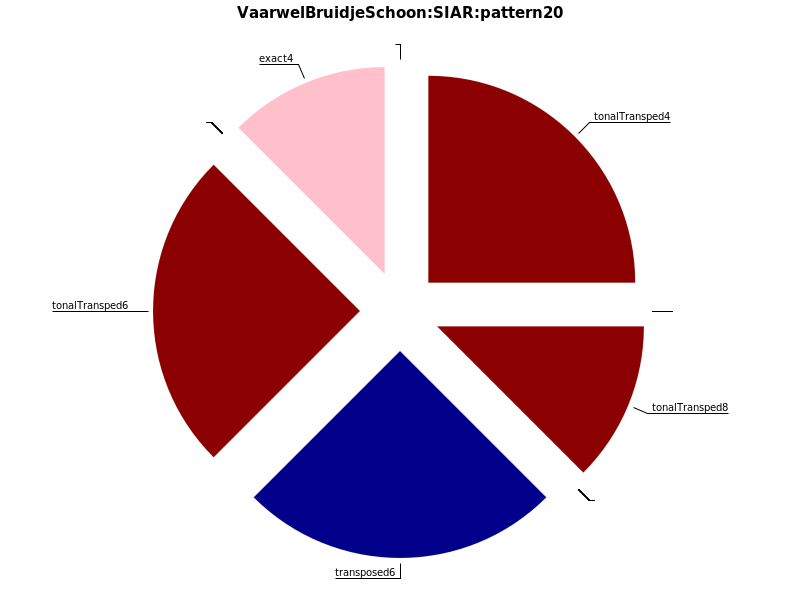 VaarwelBruidjeSchoon:SIAR:pattern20
exact4
tonalTransped4
tonalTransped6
tonalTransped8
transposed6